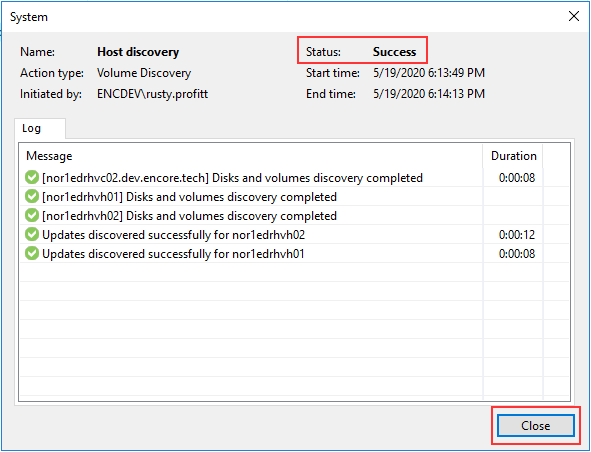 System
Name: Host discovery Status: Success
Action type: Volume Discovery Start time: 5/19/2020 6:13:49 PM
Initiated by: ENCDEV\rusty.profitt End time: 5/19/2020 6:14:13 PM
Log
Message Duration
[nor1edrhvc02.dev.encore.tech] Disks and volumes discovery completed 0:00:08
[nor1edrhvh01] Disks and volumes discovery completed
[nor1edrhvh02] Disks and volumes discovery completed
Updates discovered successfully for nor1edrhvh02 0:00:12
Updates discovered successfully for nor1edrhvh01 0:00:08
Close